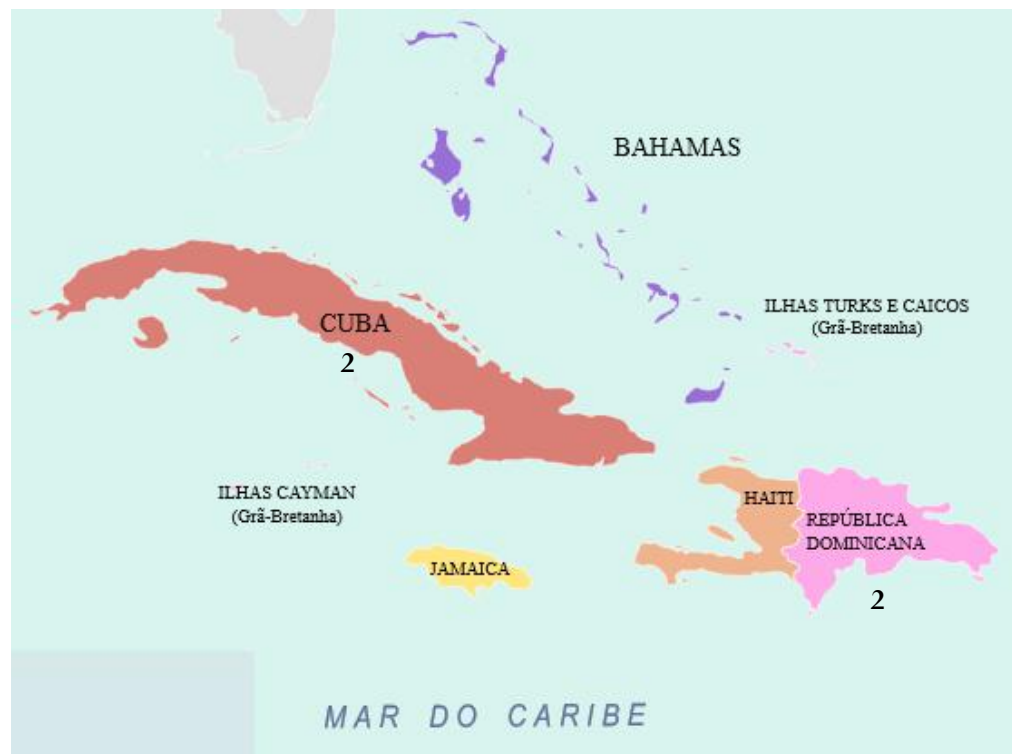 BAHAMAS
ILHAS TURKS E CAICOS
(Grã-Bretanha)
CUBA
2
ILHAS CAYMAN
(Grã-Bretanha)
HAITI
REPÚBLICA
DOMINICANA
JAMAICA
2
MAR DO CARIBE